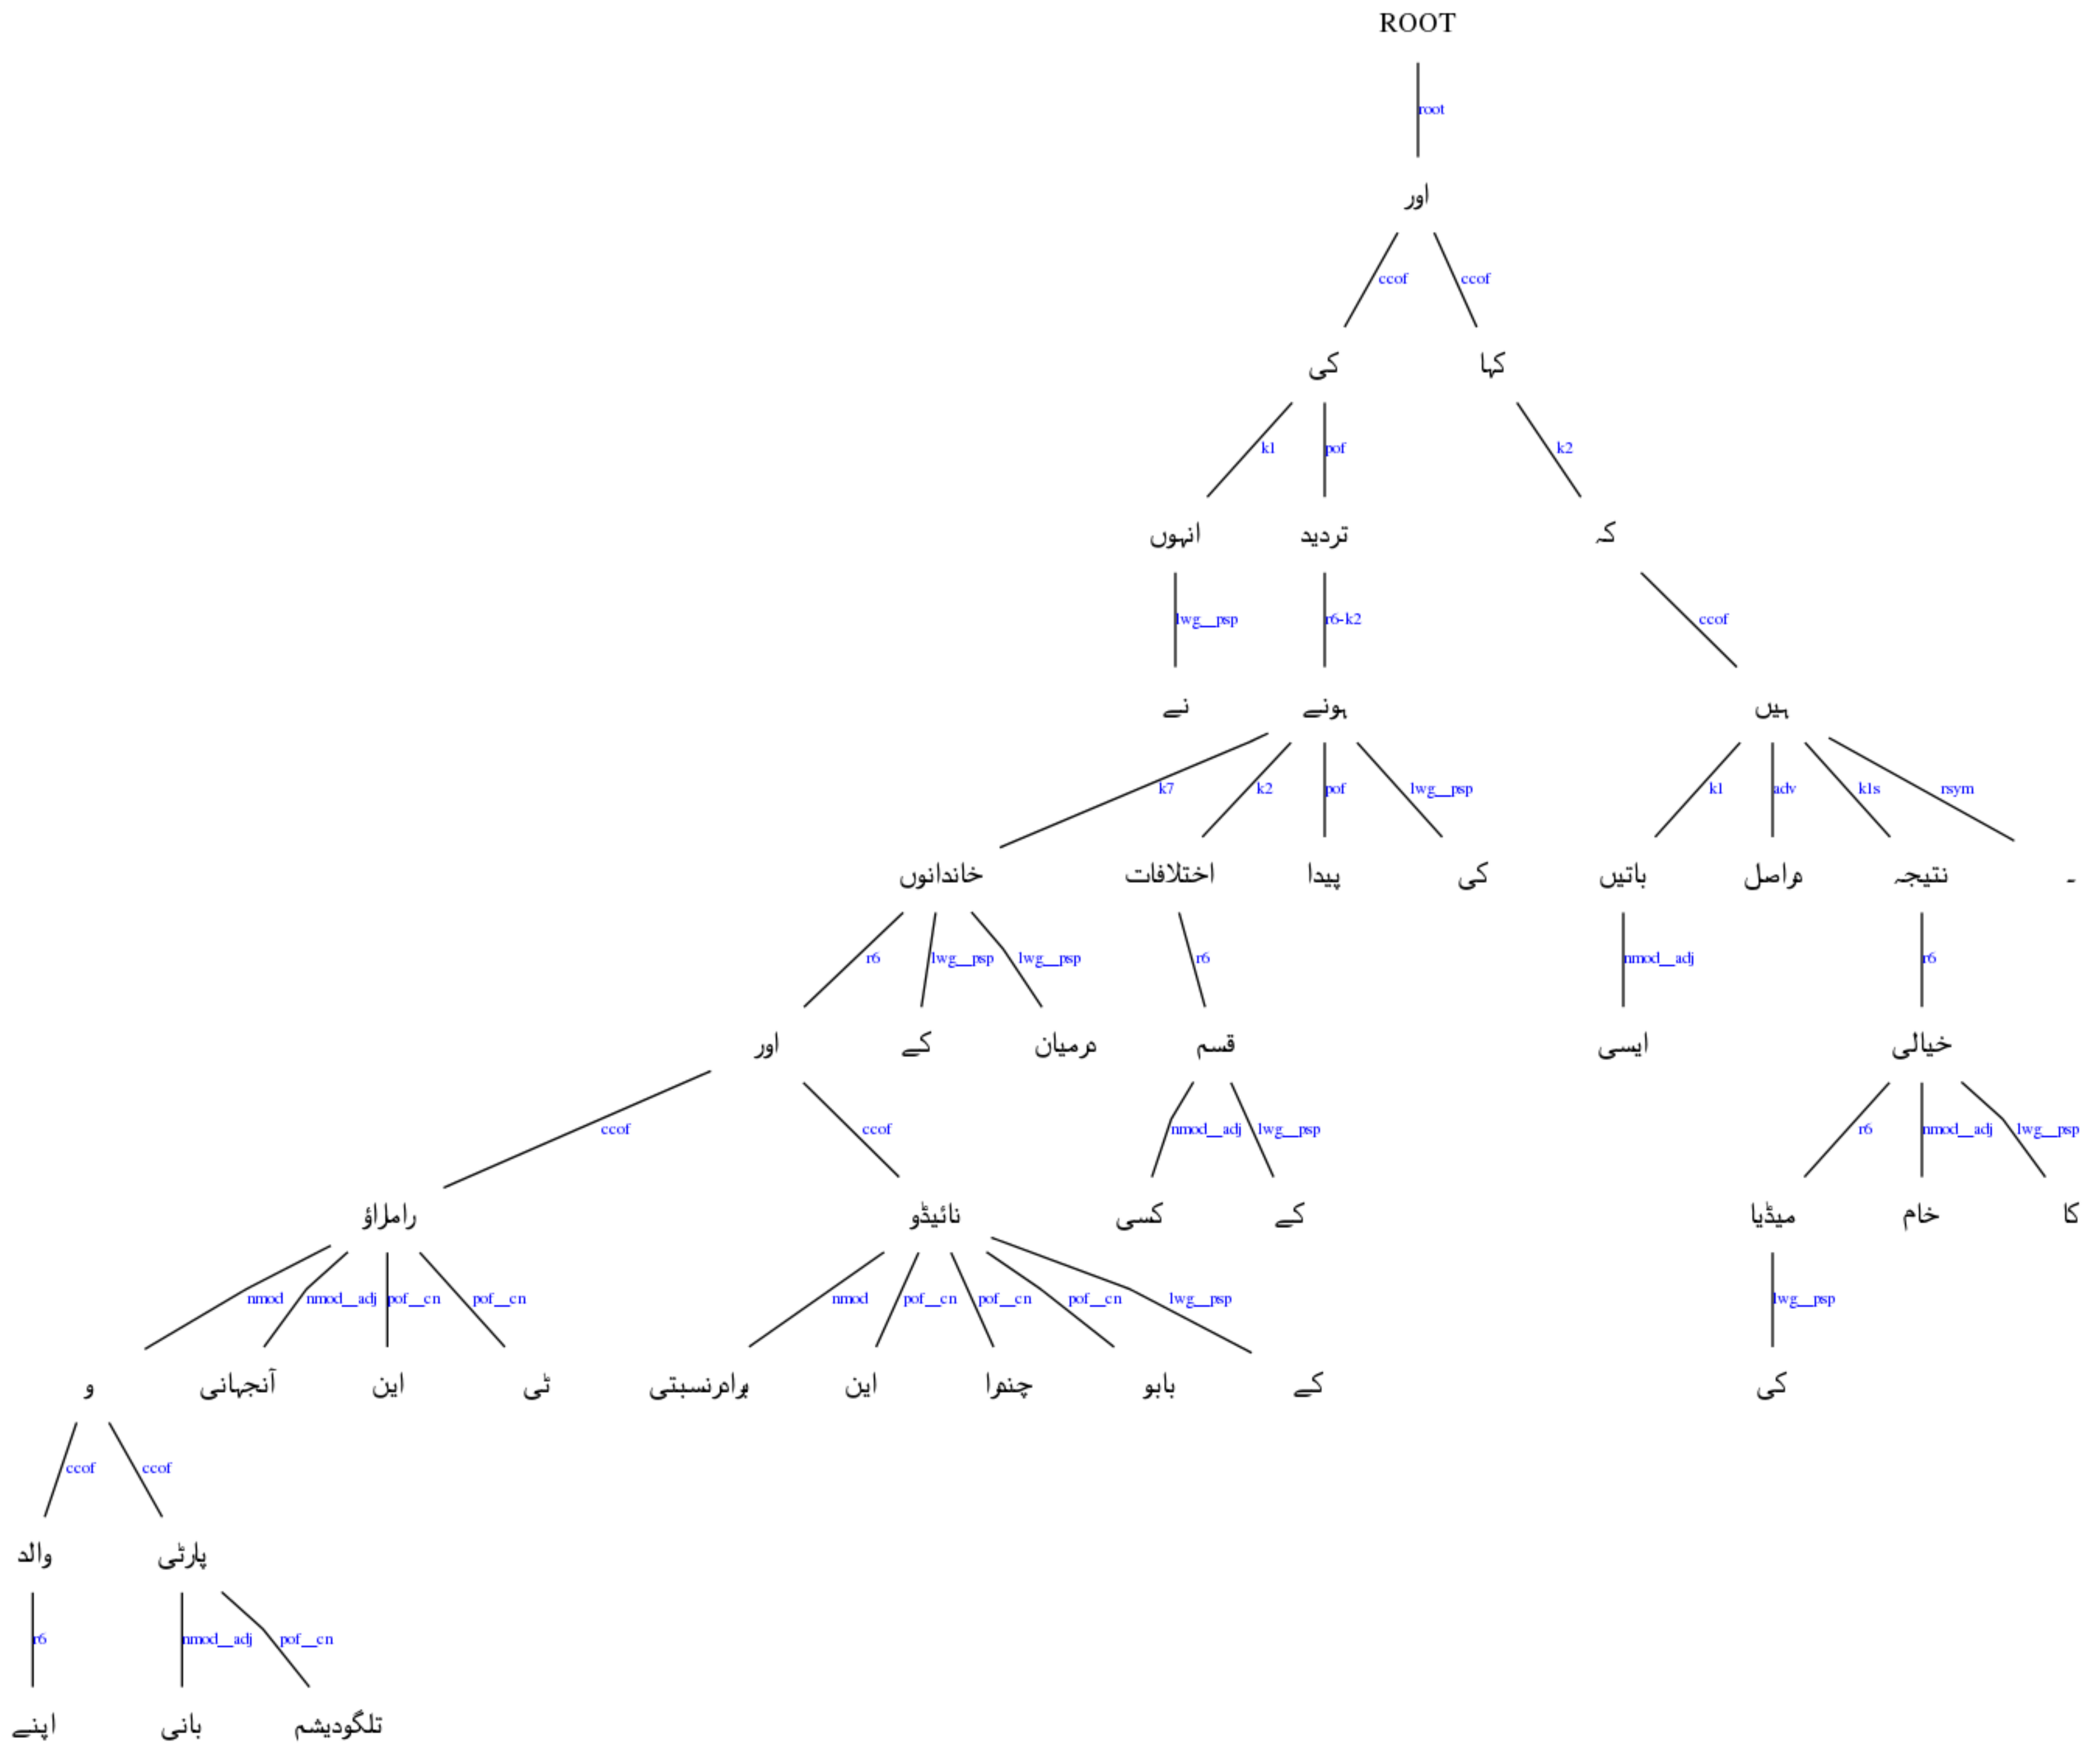 ROOT
root
اور
ccof ccof
کی کہا
k1 pof k2
انہوں تردید کہ
lwg__psp r6-k2 ccof
نے ہونے ہیں
k7 k2 pof lwg__psp k1 adv k1s rsym
خاندانوں اختلافات پیدا کی باتیں دراصل نتیجہ ۔
r6 lwg__psp lwg__psp r6 nmod__adj r6
اور کے درمیان قسم ایسی خیالی
ccof ccof nmod__adj lwg__psp r6 nmod__adj lwg__psp
راماراؤ نائیڈو کسی کے میڈیا خام کا
nmod nmod__adj pof__cn pof__cn nmod pof__cn pof__cn pof__cn lwg__psp lwg__psp
و آنجہانی این ٹی برادرنسبتی این چندرا بابو کے کی
ccof ccof
والد پارٹی
r6 nmod__adj pof__cn
اپنے بانی تلگودیشم